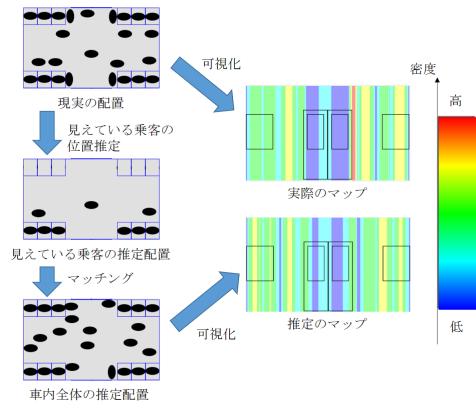 可視化
密度
高
現実の配置
見えている乗客の
位置推定
実際のマップ
見えている乗客の推定配置
マッチング
可視化
推定のマップ
低
車内全体の推定配置